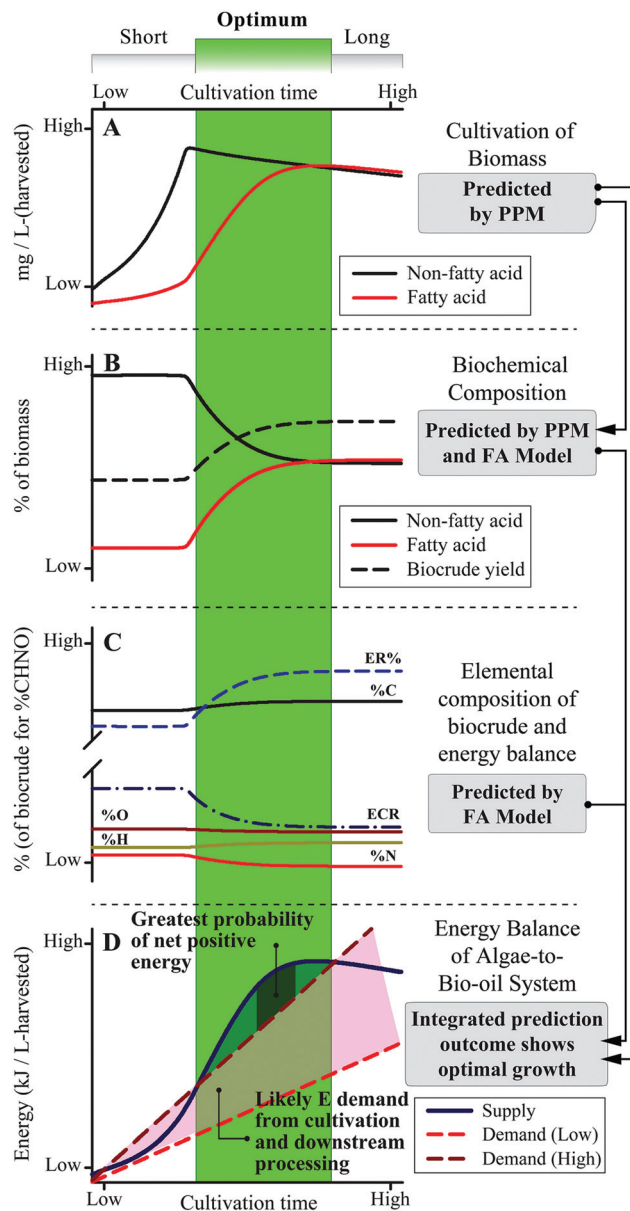 Optimum
Short
Long
Low
Cultivation time
High
A
High
Low
mg / L-(harvested)
Non-fatty acid
Fatty acid
Cultivation of
Biomass
Predicted
by PPM
B
High
Low
% of biomass
Non-fatty acid
Fatty acid
Biocrude yield
Biochemical
Composition
Predicted by PPM
and FA Model
C
High
Low
% (of biocrude for %CHNO)
ER%
%C
ECR
%O
%H
%N
Elemental
composition of
biocrude and
energy balance
Predicted by
FA Model
D
High
Low
Energy (kJ / L-harvested)
Greatest probability
of net positive
energy
Likely E demand
from cultivation
and downstream
processing
Energy Balance
of Algae-to-
Bio-oil System
Integrated prediction
outcome shows
optimal growth
Supply
Demand (Low)
Demand (High)
Low
Cultivation time
High